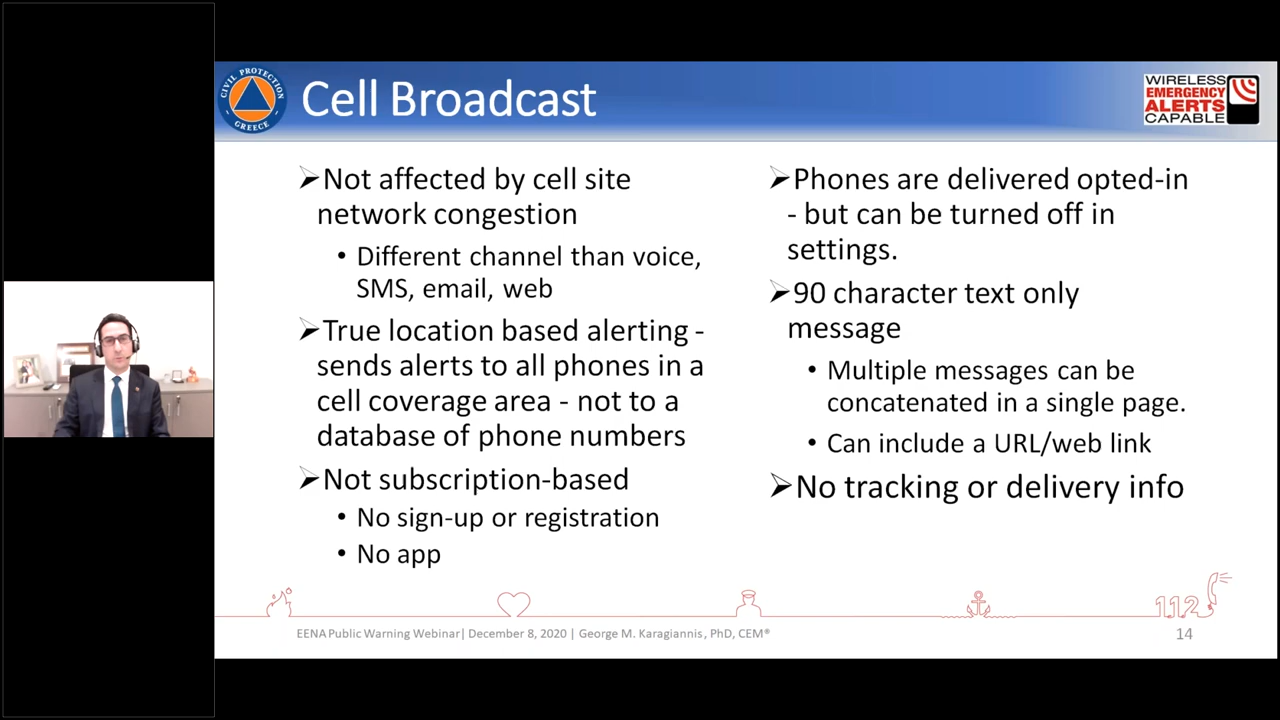 CIVIL PROTECTION
GREECE
Cell Broadcast
WIRELESS
EMERGENCY
ALERTS
CAPABLE
➢Not affected by cell site
network congestion
• Different channel than voice,
SMS, email, web
➢True location based alerting -
sends alerts to all phones in a
cell coverage area - not to a
database of phone numbers
➢Not subscription-based
• No sign-up or registration
• No app
➢Phones are delivered opted-in
- but can be turned off in
settings.
➢90 character text only
message
• Multiple messages can be
concatenated in a single page.
• Can include a URL/web link
➢No tracking or delivery info
112
EENA Public Warning Webinar| December 8, 2020 | George M. Karagiannis, PhD, CEM®
14